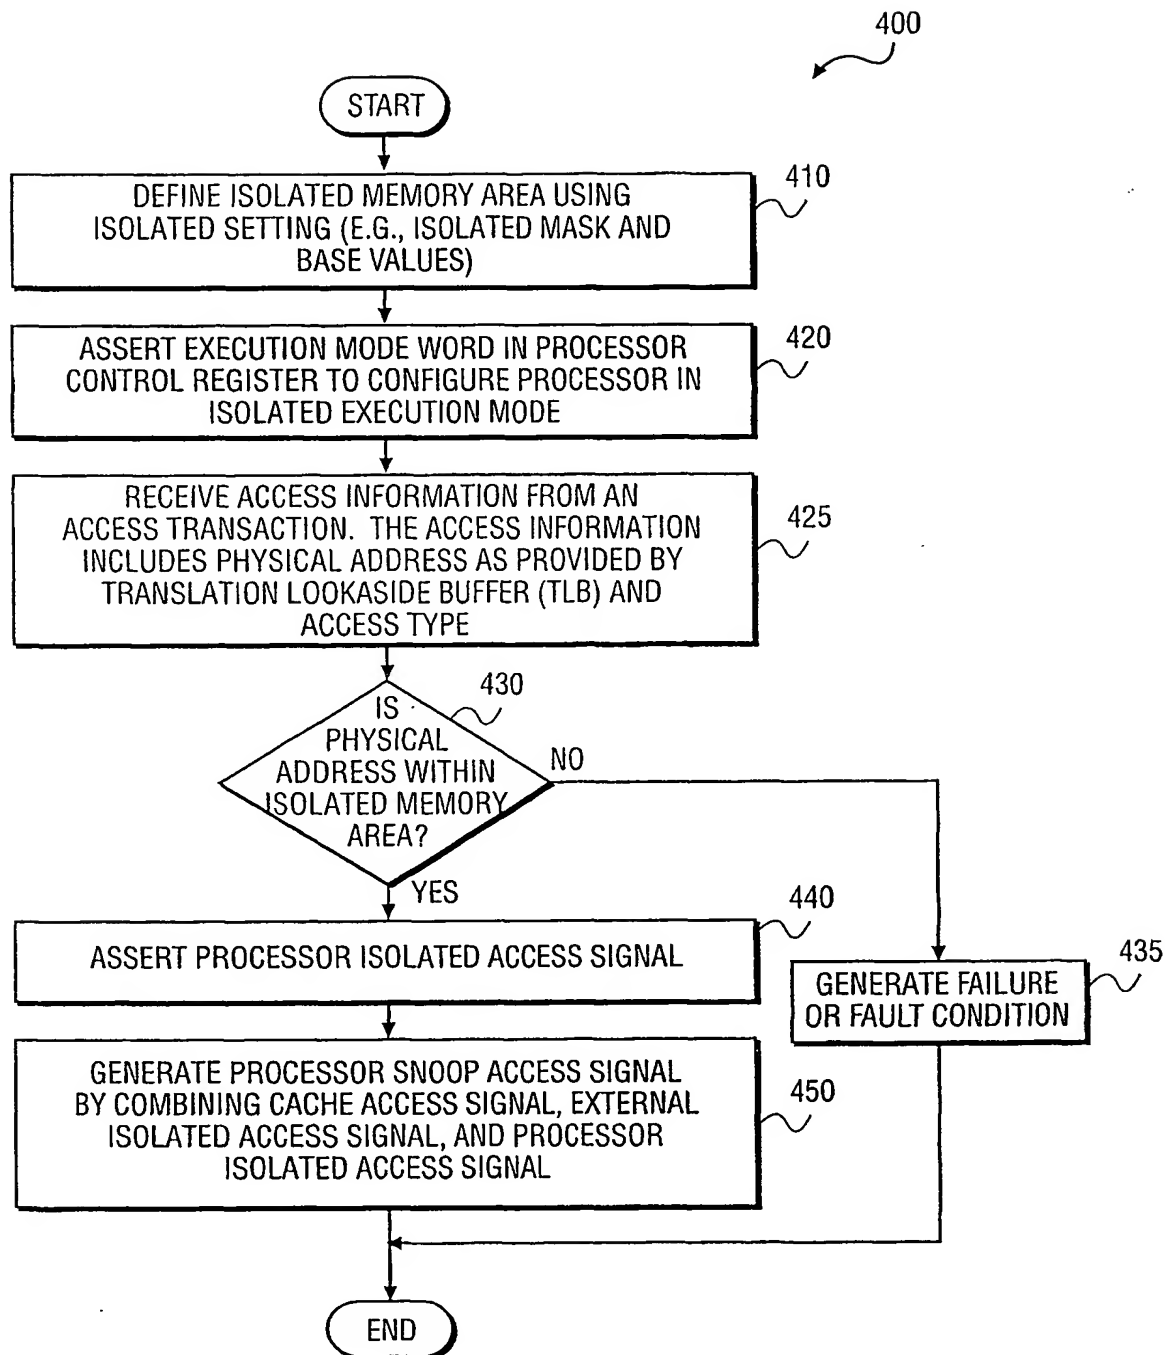 400
START
410
DEFINE ISOLATED MEMORY AREA USING
ISOLATED SETTING (E.G., ISOLATED MASK AND
BASE VALUES)
420
ASSERT EXECUTION MODE WORD IN PROCESSOR
CONTROL REGISTER TO CONFIGURE PROCESSOR IN
ISOLATED EXECUTION MODE
425
RECEIVE ACCESS INFORMATION FROM AN
ACCESS TRANSACTION. THE ACCESS INFORMATION
INCLUDES PHYSICAL ADDRESS AS PROVIDED BY
TRANSLATION LOOKASIDE BUFFER (TLB) AND
ACCESS TYPE
430
IS
PHYSICAL
ADDRESS WITHIN
ISOLATED MEMORY
AREA?
NO
YES
440
ASSERT PROCESSOR ISOLATED ACCESS SIGNAL
435
GENERATE FAILURE
OR FAULT CONDITION
450
GENERATE PROCESSOR SNOOP ACCESS SIGNAL
BY COMBINING CACHE ACCESS SIGNAL, EXTERNAL
ISOLATED ACCESS SIGNAL, AND PROCESSOR
ISOLATED ACCESS SIGNAL
END